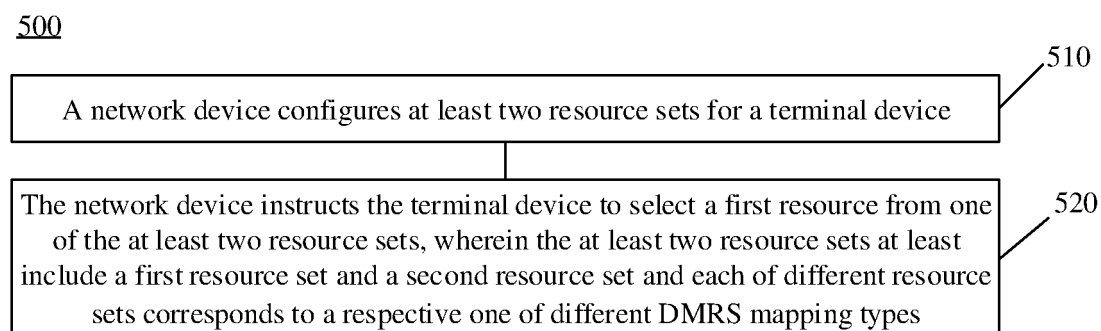 500
510
A network device configures at least two resource sets for a terminal device
520
The network device instructs the terminal device to select a first resource from one
of the at least two resource sets, wherein the at least two resource sets at least
include a first resource set and a second resource set and each of different resource
sets corresponds to a respective one of different DMRS mapping types